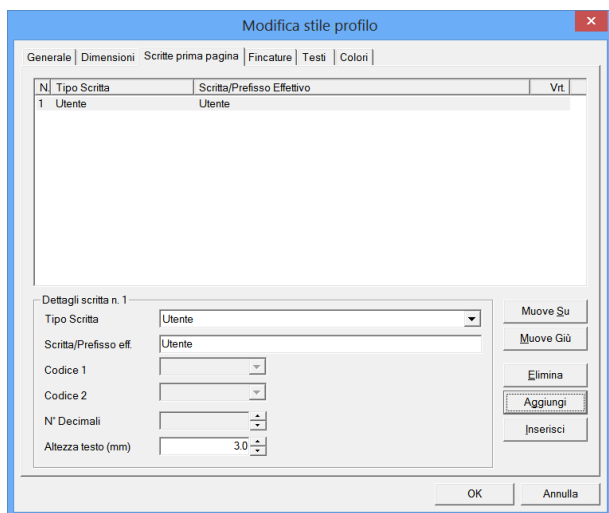 Modifica stile profilo
Generale Dimensioni Scritte prima pagina Fincature Testi Colori
N. Tipo Scritta Scritta/Prefisso Effettivo Vrt.
1 Utente Utente
Dettagli scritta n. 1
Tipo Scritta Utente
Scritta/Prefisso eff. Utente
Codice 1
Codice 2
N° Decimali
Altezza testo (mm) 3.0
Muove Su
Muove Giù
Elimina
Aggiungi
Inserisci
OK Annulla